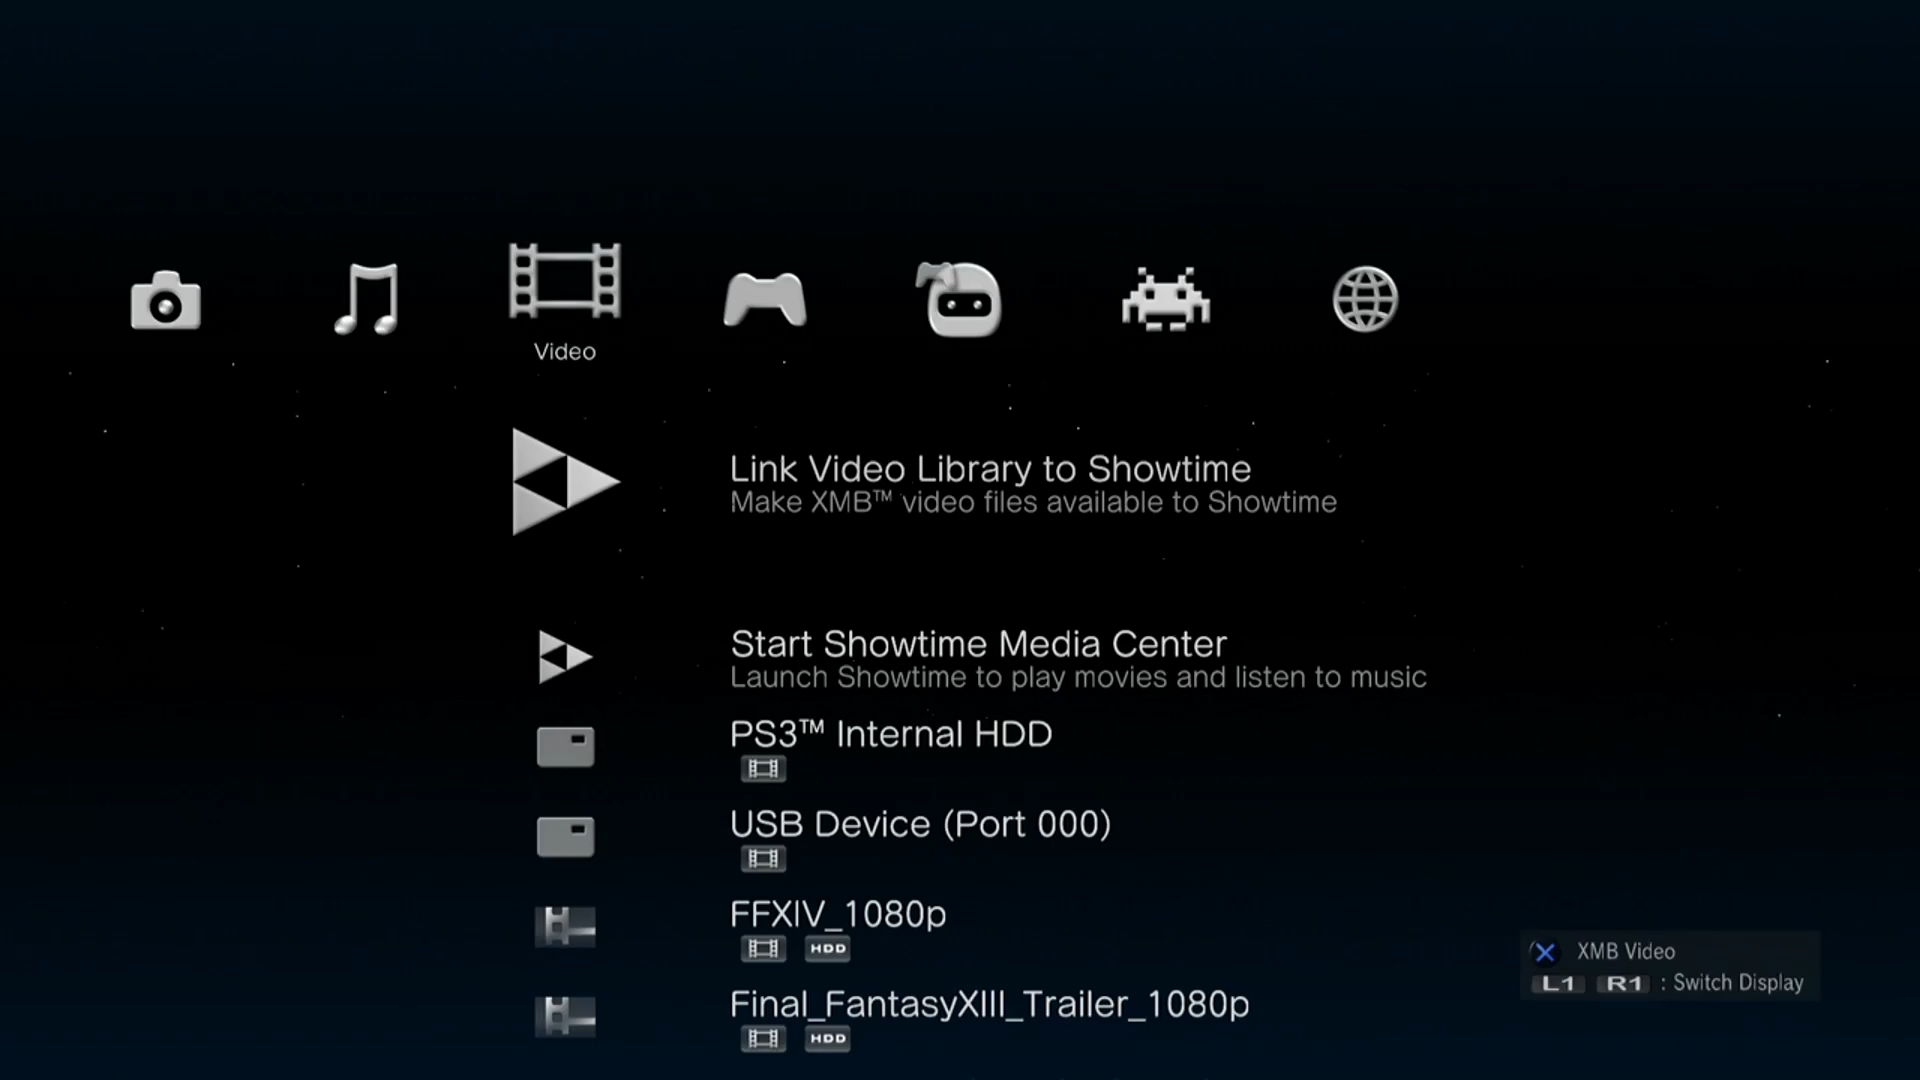 Video
Link Video Library to Showtime
Make XMB™ video files available to Showtime
Start Showtime Media Center
Launch Showtime to play movies and listen to music
PS3™ Internal HDD
USB Device (Port 000)
FFXIV_1080p
HDD
Final_FantasyXIII_Trailer_1080p
HDD
XMB Video
L1 R1 : Switch Display